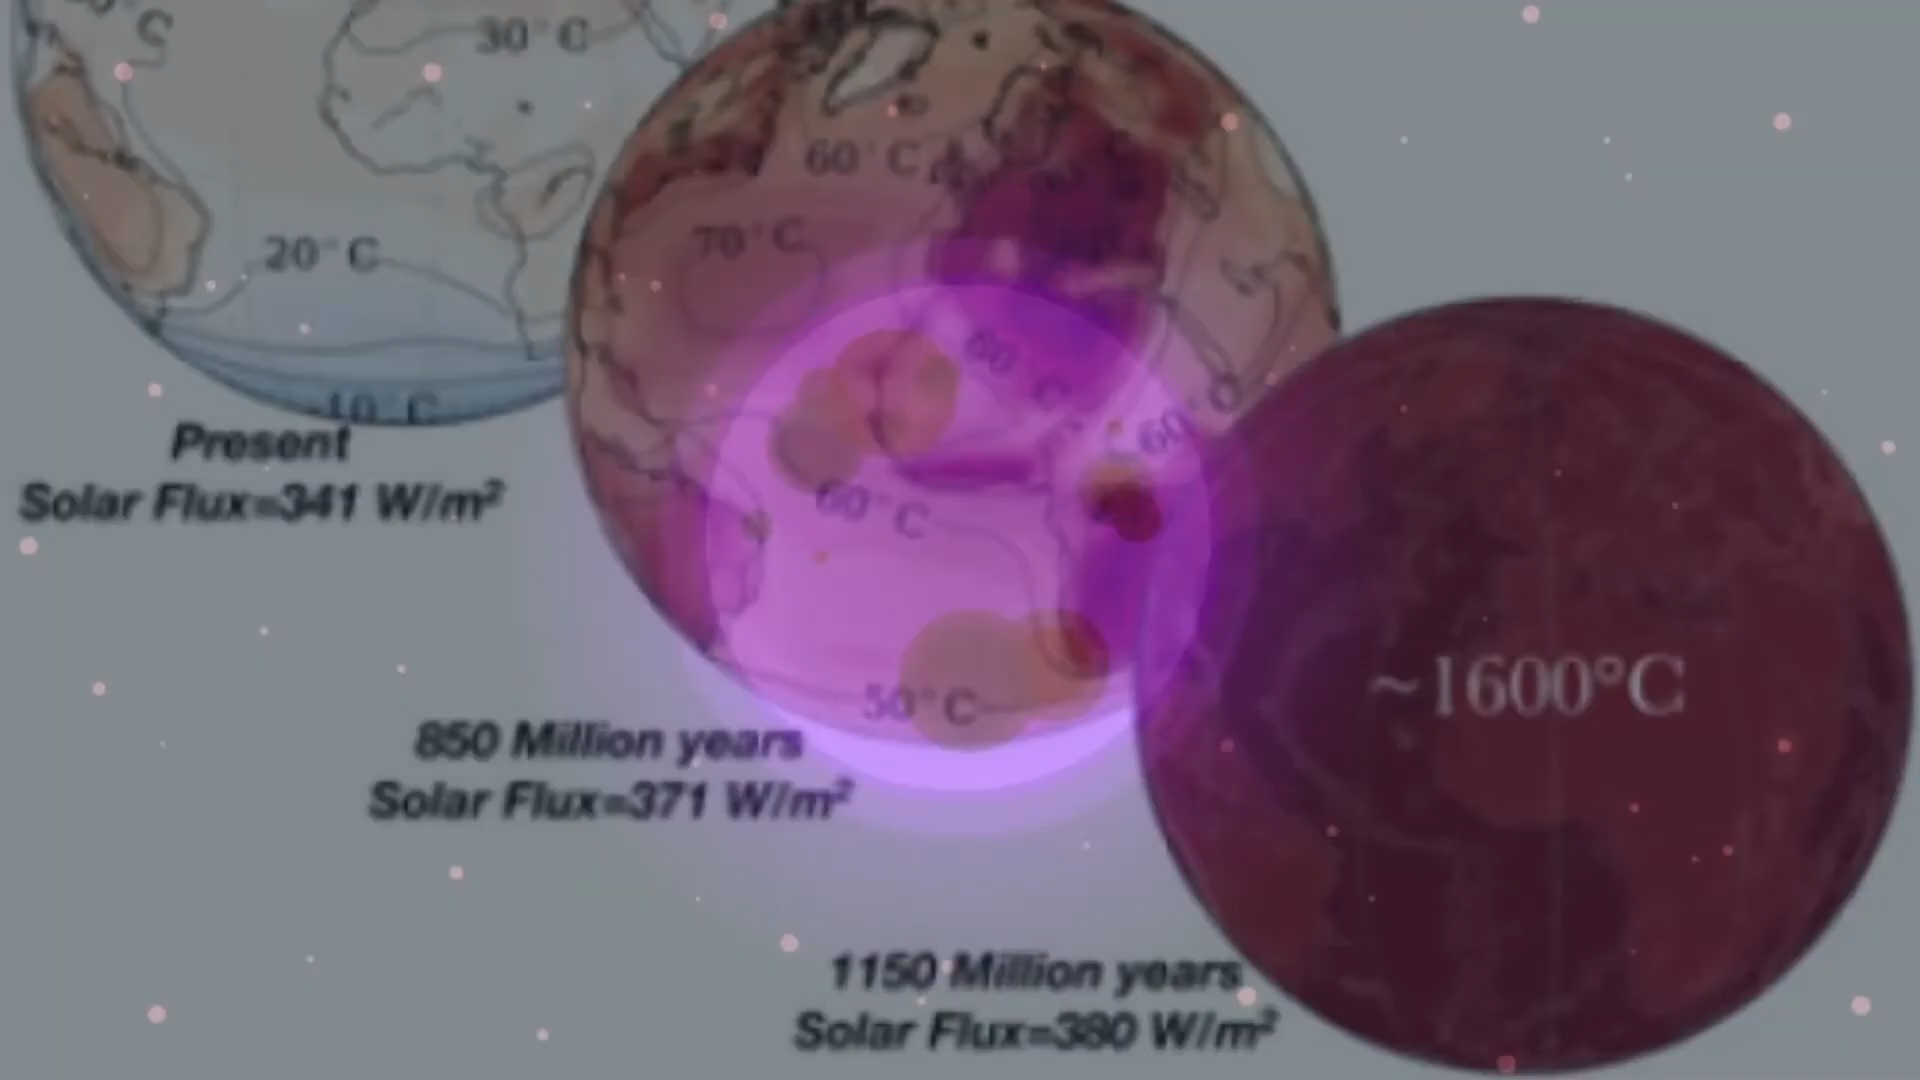 30°C
20°C
-10°C
Present
Solar Flux=341 W/m²
60°C
70°C
60°C
60°C
50°C
850 Million years
Solar Flux=371 W/m²
~1600°C
1150 Million years
Solar Flux=380 W/m²